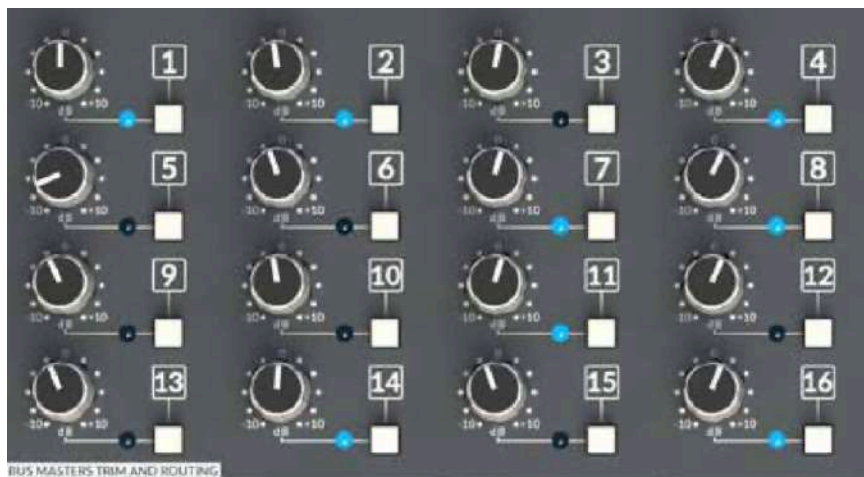 1 2 3 4
-10 dB +10 -10 dB +10 -10 dB +10 -10 dB +10
5 6 7 8
-10 dB +10 -10 dB +10 -10 dB +10 -10 dB +10
9 10 11 12
-10 dB +10 -10 dB +10 -10 dB +10 -10 dB +10
13 14 15 16
-10 dB +10 -10 dB +10 -10 dB +10 -10 dB +10
BUS MASTERS TRIM AND ROUTING